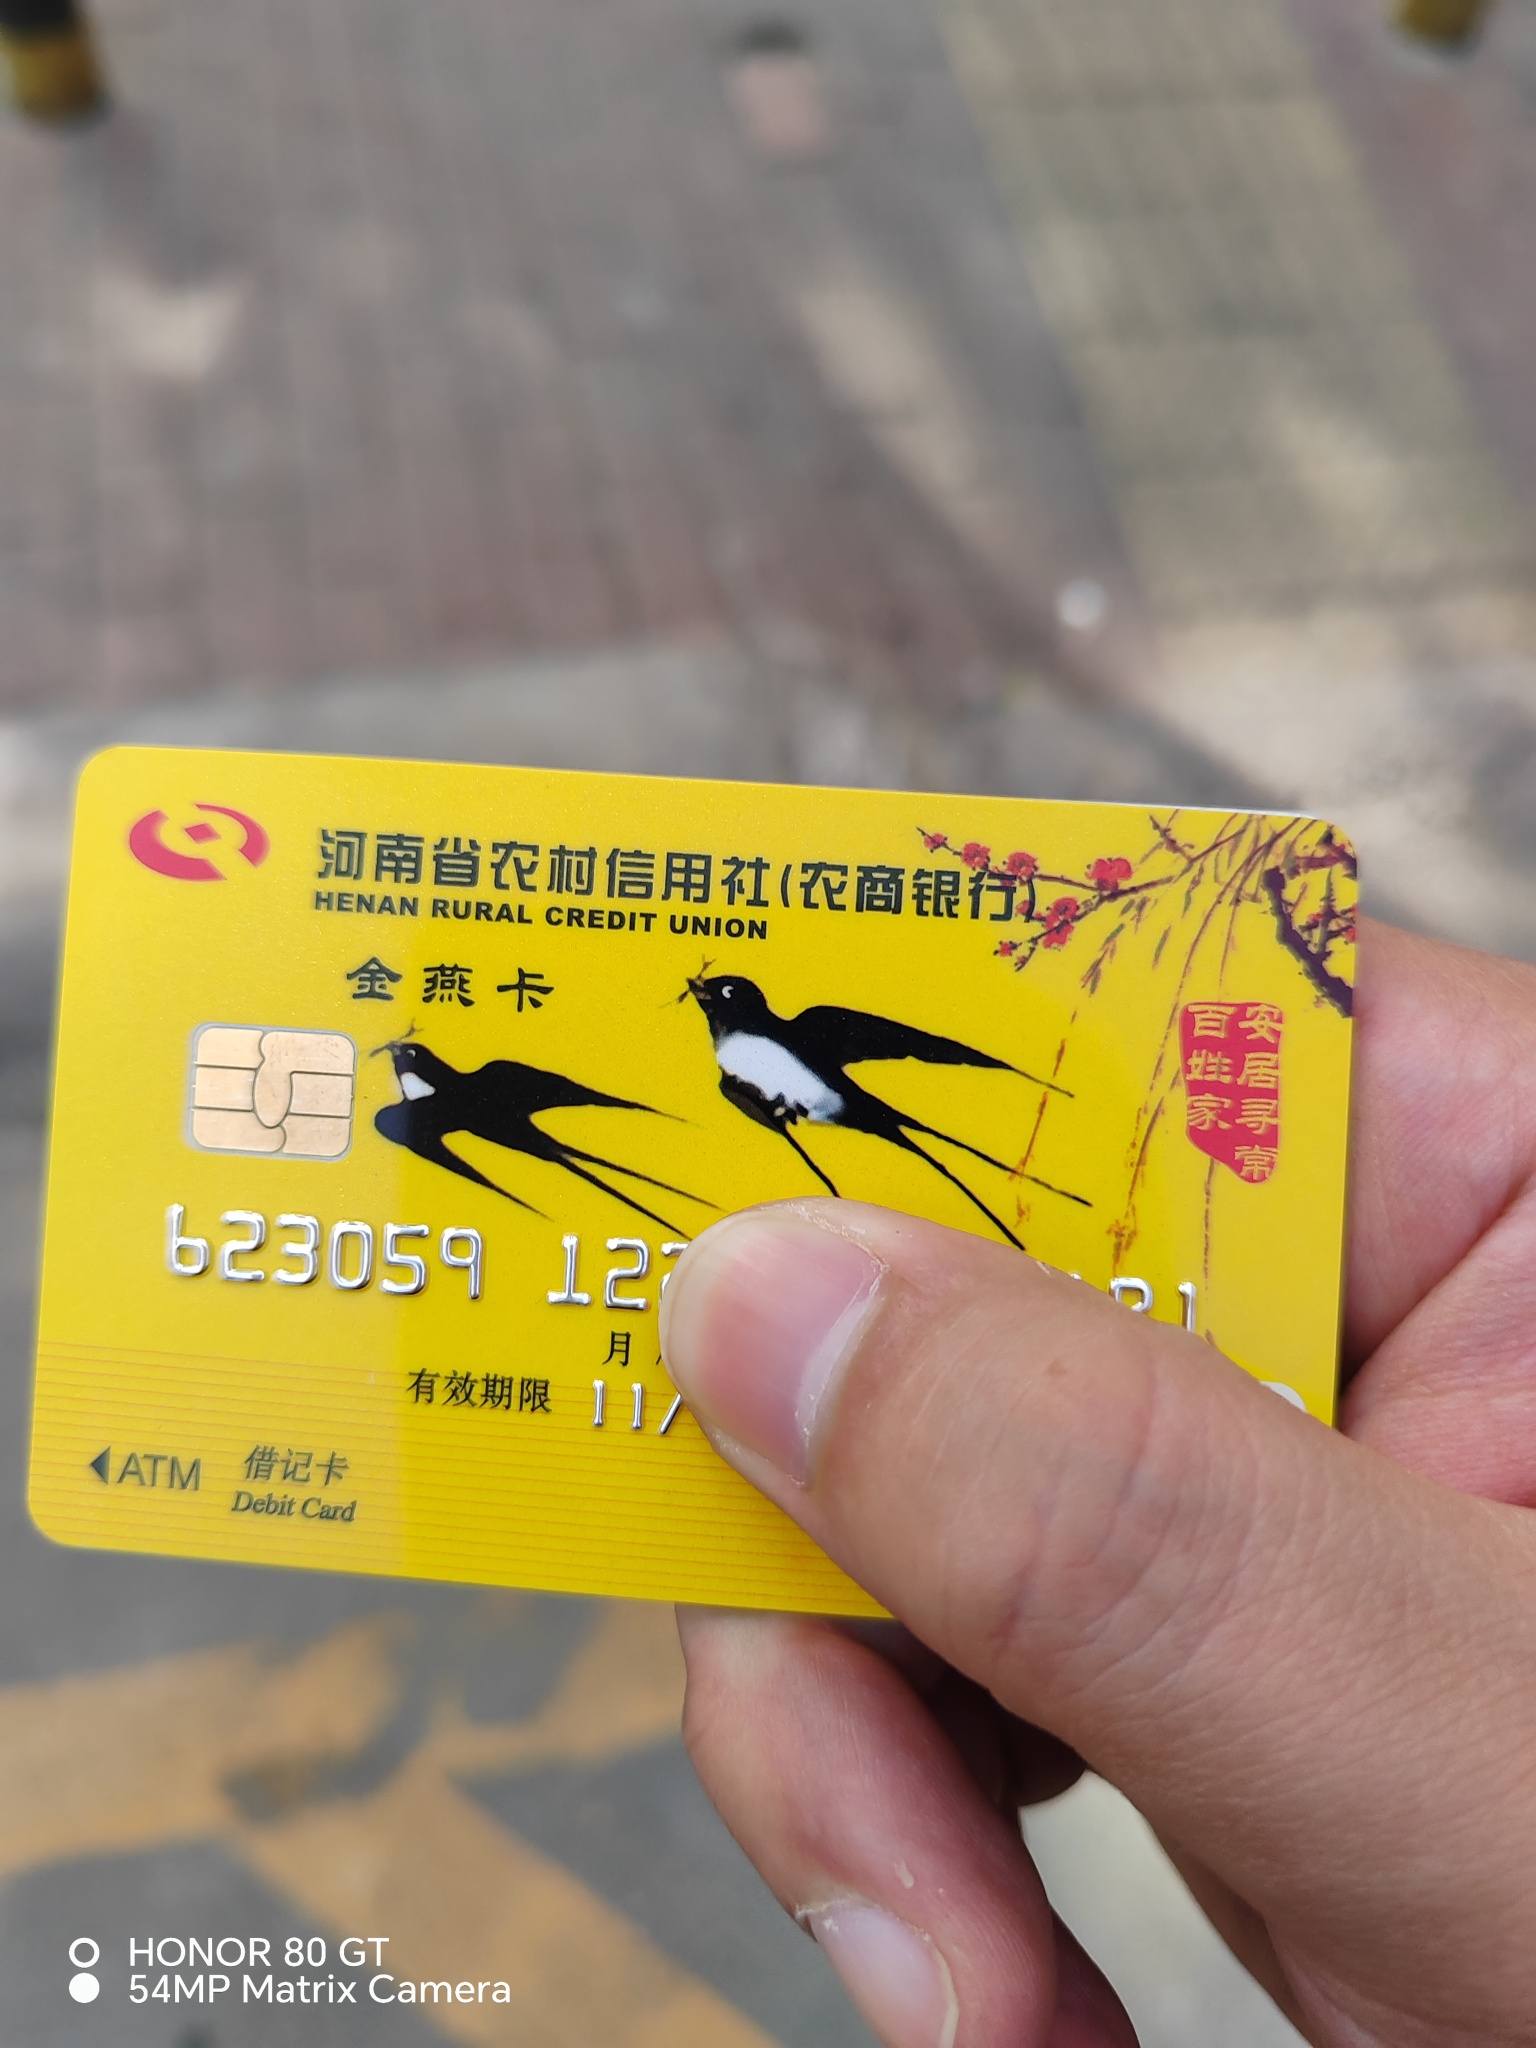 河南省农村信用社(农商银行)
HENAN RURAL CREDIT UNION
金燕卡
安居寻常
百姓家
623059 122
月 /
有效期限 11/
ATM 借记卡
Debit Card
HONOR 80 GT
54MP Matrix Camera